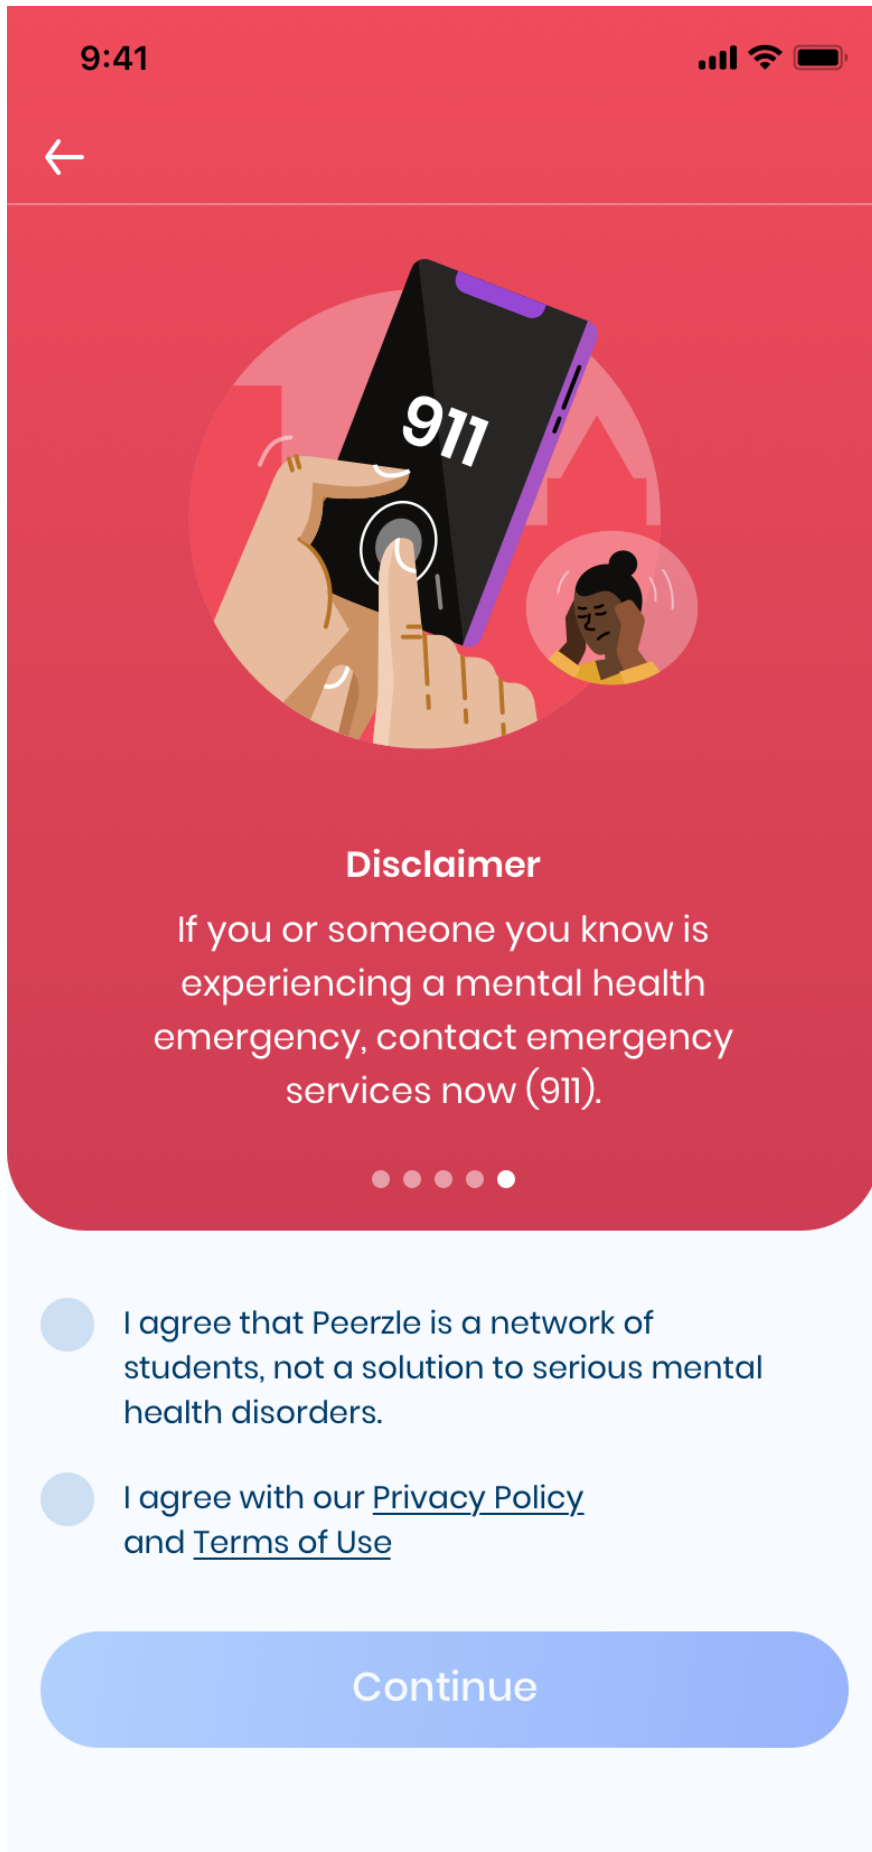 9:41
911
Disclaimer
If you or someone you know is
experiencing a mental health
emergency, contact emergency
services now (911).
I agree that Peerzle is a network of
students, not a solution to serious mental
health disorders.
I agree with our Privacy Policy
and Terms of Use
Continue